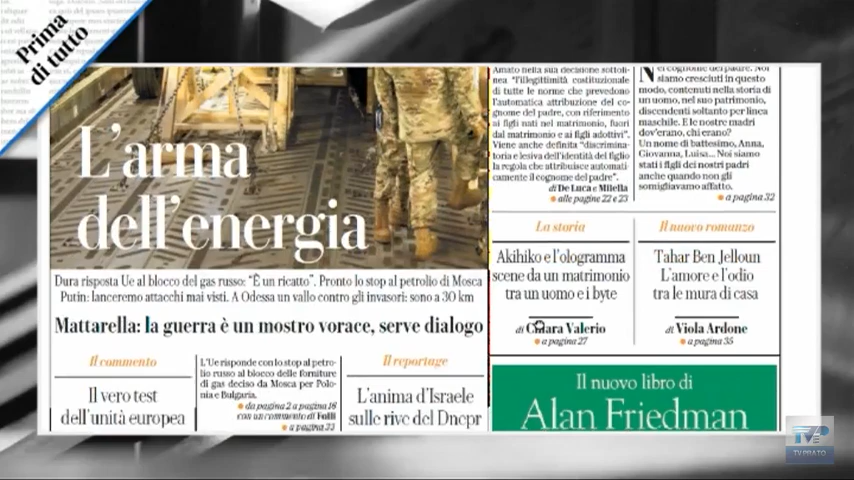 Prima
di tutto
L'arma
dell'energia
Dura risposta Ue al blocco del gas russo: "È un ricatto". Pronto lo stop al petrolio di Mosca
Putin: lanceremo attacchi mai visti. A Odessa un vallo contro gli invasori: sono a 30 km
Mattarella: la guerra è un mostro vorace, serve dialogo
Il commento
Il vero test
dell'unità europea
L'Ue risponde con lo stop al petro-
lio russo al blocco delle forniture
di gas deciso da Mosca per Polo-
nia e Bulgaria.
da pagina 2 a pagina 16
con un commento di Folli
a pagina 33
Il reportage
L'anima d'Israele
sulle rive del Dnepr
Amato nella sua decisione sottoli-
nea "l'illegittimità costituzionale
di tutte le norme che prevedono
l'automatica attribuzione del co-
gnome del padre, con riferimento
ai figli nati nel matrimonio, fuori
dal matrimonio e ai figli adottivi".
Viene anche definita "discrimina-
toria e lesiva dell'identità del figlio
la regola che attribuisce automati-
camente il cognome del padre".
di De Luca e Milella
alle pagine 22 e 23
Nel cognome del padre. Noi
siamo cresciuti in questo
modo, contenuti nella storia di
un uomo, nel suo patrimonio,
discendenti soltanto per linea
maschile. E le nostre madri
dov'erano, chi erano?
Un nome di battesimo, Anna,
Giovanna, Luisa... Noi siamo
stati i figli dei nostri padri
anche quando non gli
somigliavamo affatto.
a pagina 32
La storia
Akihiko e l'ologramma
scene da un matrimonio
tra un uomo e i byte
di Chiara Valerio
a pagina 27
Il nuovo romanzo
Tahar Ben Jelloun
L'amore e l'odio
tra le mura di casa
di Viola Ardone
a pagina 35
Il nuovo libro di
Alan Friedman
TVP
TV PRATO